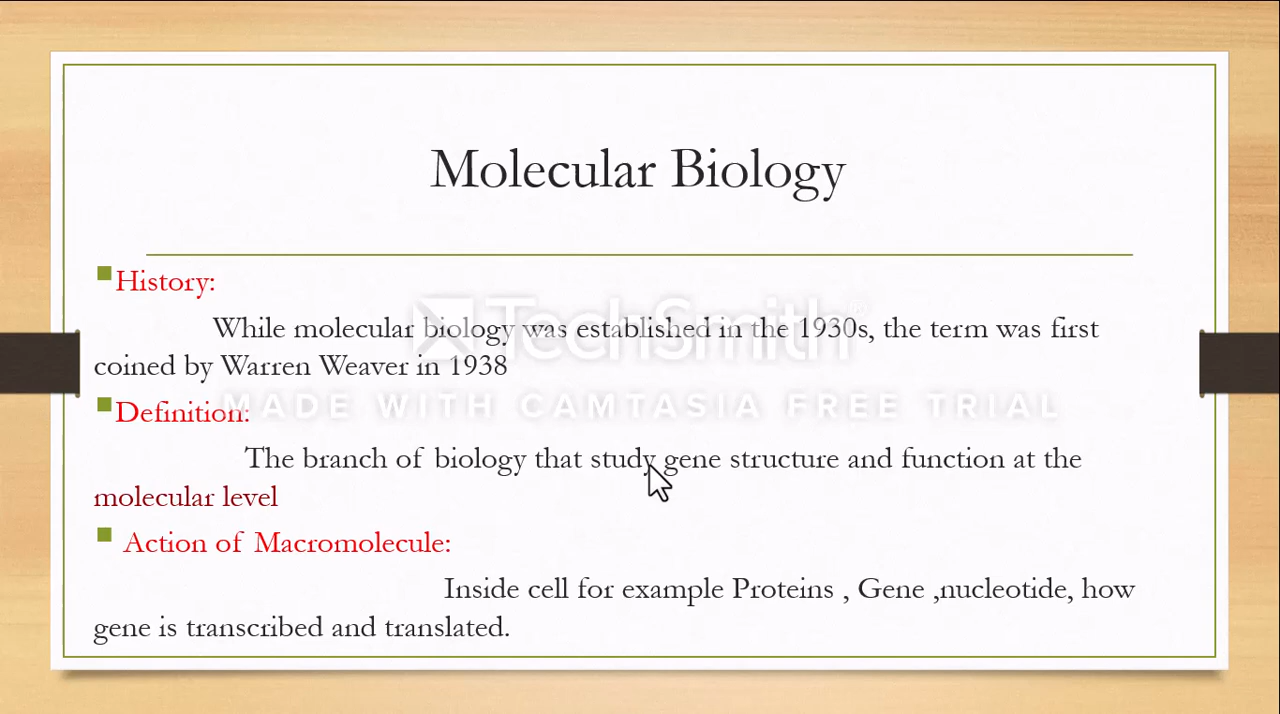 Molecular Biology
History:
While molecular biology was established in the 1930s, the term was first
coined by Warren Weaver in 1938
Definition:
The branch of biology that study gene structure and function at the
molecular level
Action of Macromolecule:
Inside cell for example Proteins , Gene ,nucleotide, how
gene is transcribed and translated.
TechSmith®
MADE WITH CAMTASIA FREE TRIAL